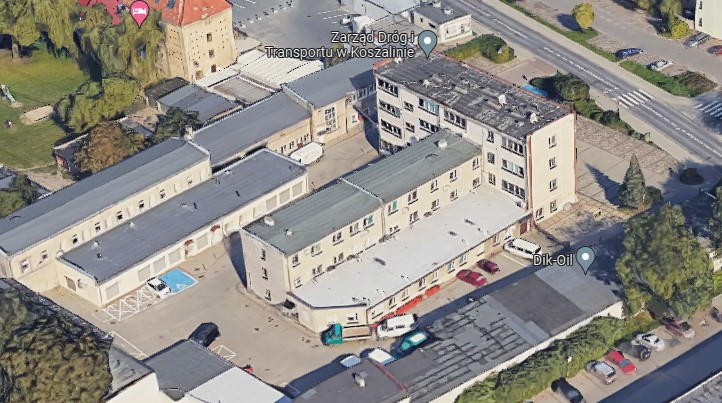 Zarząd Dróg i
Transportu w Koszalinie
Dik-Oil